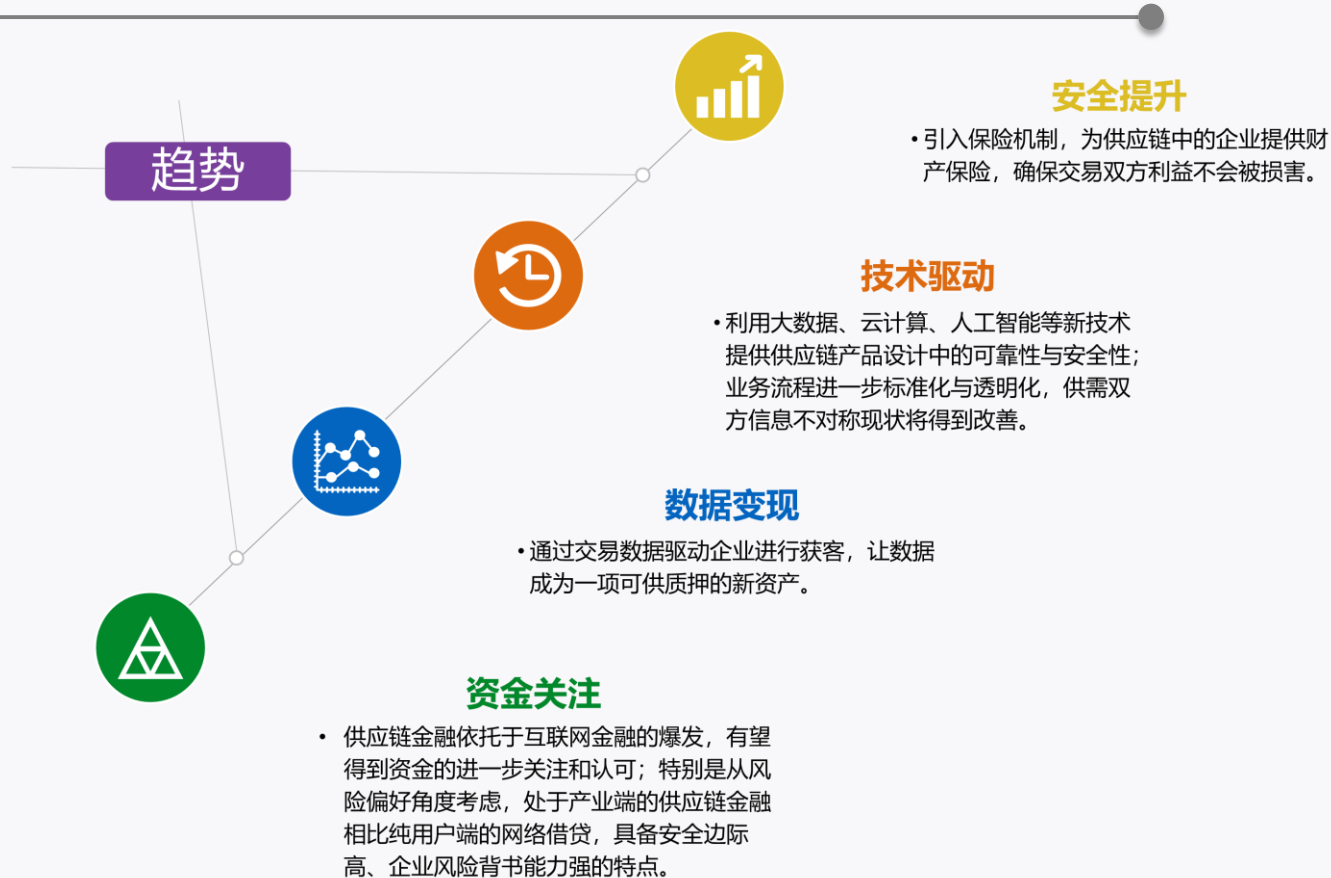 趋势
安全提升
•引入保险机制，为供应链中的企业提供财
产保险，确保交易双方利益不会被损害。
技术驱动
•利用大数据、云计算、人工智能等新技术
提供供应链产品设计中的可靠性与安全性；
业务流程进一步标准化与透明化，供需双
方信息不对称现状将得到改善。
数据变现
•通过交易数据驱动企业进行获客，让数据
成为一项可供质押的新资产。
资金关注
• 供应链金融依托于互联网金融的爆发，有望
得到资金的进一步关注和认可；特别是从风
险偏好角度考虑，处于产业端的供应链金融
相比纯用户端的网络借贷，具备安全边际
高、企业风险背书能力强的特点。